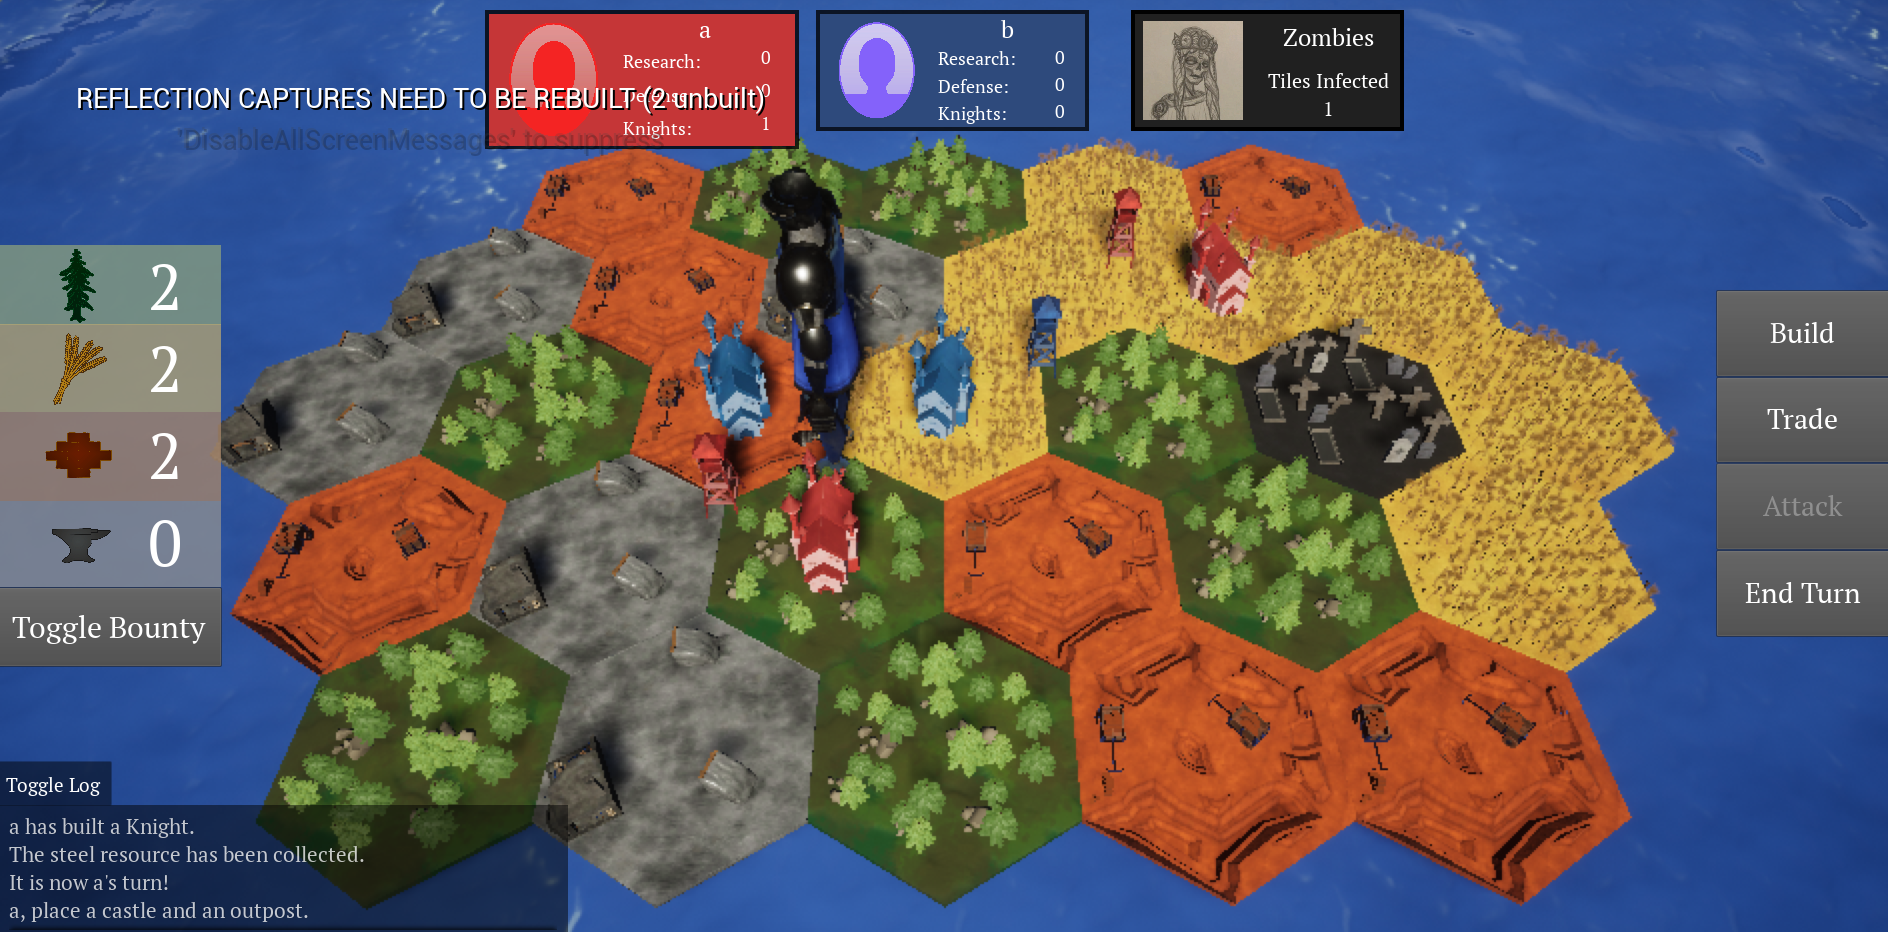 a
Research: 0
Defense: 0
Knights: 1
b
Research: 0
Defense: 0
Knights: 0
Zombies
Tiles Infected
1
REFLECTION CAPTURES NEED TO BE REBUILT (2 unbuilt)
'DisableAllScreenMessages' to suppress
2
2
2
0
Toggle Bounty
Build
Trade
Attack
End Turn
Toggle Log
a has built a Knight.
The steel resource has been collected.
It is now a's turn!
a, place a castle and an outpost.